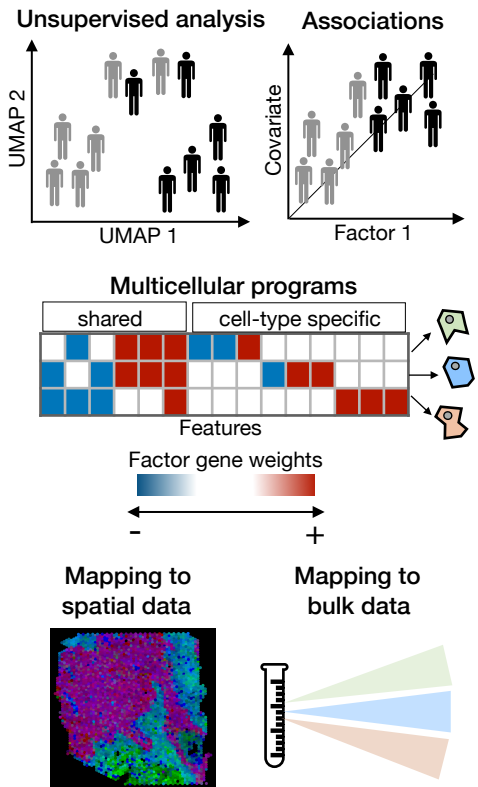 Unsupervised analysis
UMAP 2
UMAP 1
Associations
Covariate
Factor 1
Multicellular programs
shared
cell-type specific
Features
Factor gene weights
-
+
Mapping to
spatial data
Mapping to
bulk data